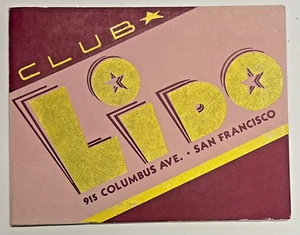 CLUB
LiDO
915 COLUMBUS AVE. · SAN FRANCISCO